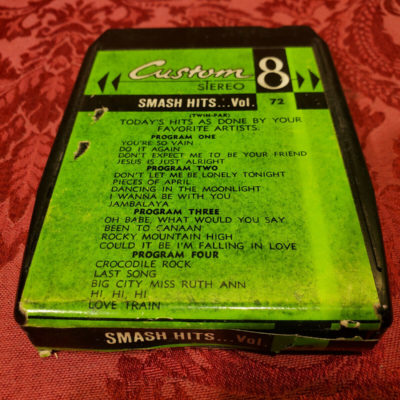 Custom 8
STEREO
SMASH HITS...Vol. 72
(TWIN-PAK)
TODAY'S HITS AS DONE BY YOUR
FAVORITE ARTISTS.
PROGRAM ONE
YOU'RE SO VAIN
DO IT AGAIN
DON'T EXPECT ME TO BE YOUR FRIEND
JESUS IS JUST ALRIGHT
PROGRAM TWO
DON'T LET ME BE LONELY TONIGHT
PIECES OF APRIL
DANCING IN THE MOONLIGHT
I WANNA BE WITH YOU
JAMBALAYA
PROGRAM THREE
OH BABE, WHAT WOULD YOU SAY
BEEN TO CANAAN
ROCKY MOUNTAIN HIGH
COULD IT BE I'M FALLING IN LOVE
PROGRAM FOUR
CROCODILE ROCK
LAST SONG
BIG CITY MISS RUTH ANN
HI, HI, HI
LOVE TRAIN
SMASH HITS...Vol.